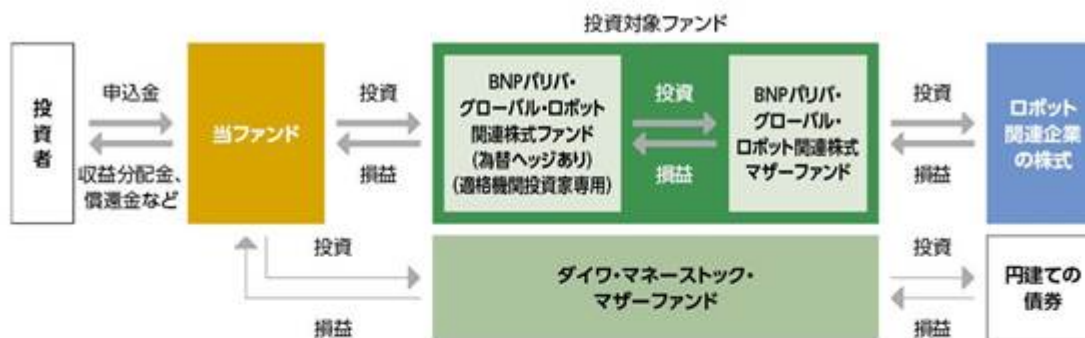 投資対象ファンド
投資者
申込金
収益分配金、
償還金など
当ファンド
投資
損益
BNPパリバ・
グローバル・ロボット
関連株式ファンド
(為替ヘッジあり)
(適格機関投資家専用)
投資
損益
BNPパリバ・
グローバル・
ロボット関連株式
マザーファンド
投資
損益
ロボット
関連企業
の株式
投資
損益
ダイワ・マネーストック・
マザーファンド
投資
損益
円建ての
債券